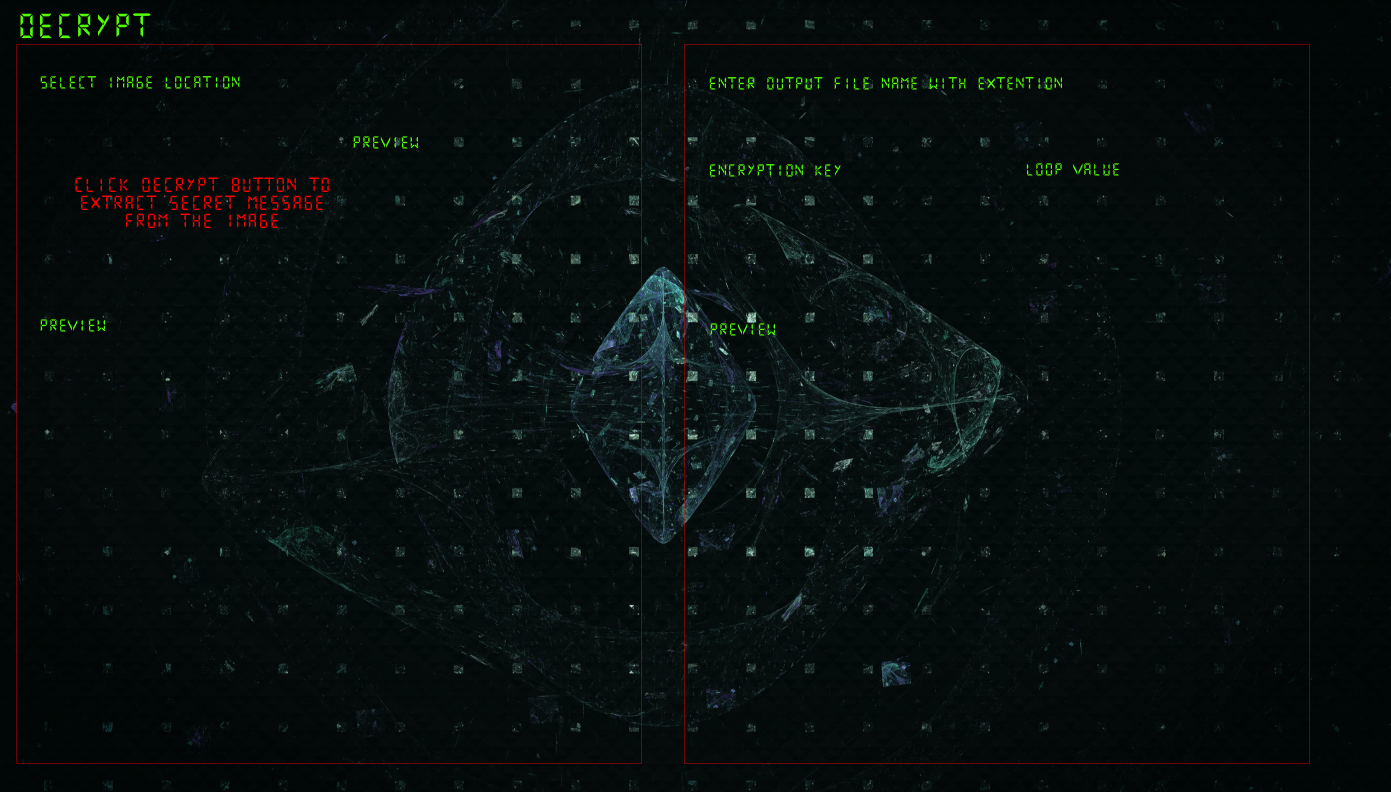 DECRYPT
SELECT IMAGE LOCATION
PREVIEW
CLICK DECRYPT BUTTON TO
EXTRACT SECRET MESSAGE
FROM THE IMAGE
PREVIEW
ENTER OUTPUT FILE NAME WITH EXTENTION
ENCRYPTION KEY
LOOP VALUE
PREVIEW